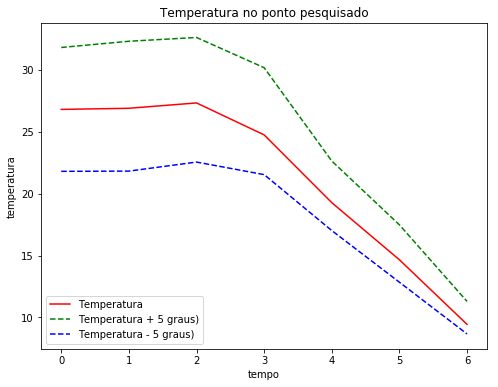 Temperatura no ponto pesquisado
temperatura
30
25
20
15
10
Temperatura
Temperatura + 5 graus)
Temperatura - 5 graus)
0 1 2 3 4 5 6
tempo